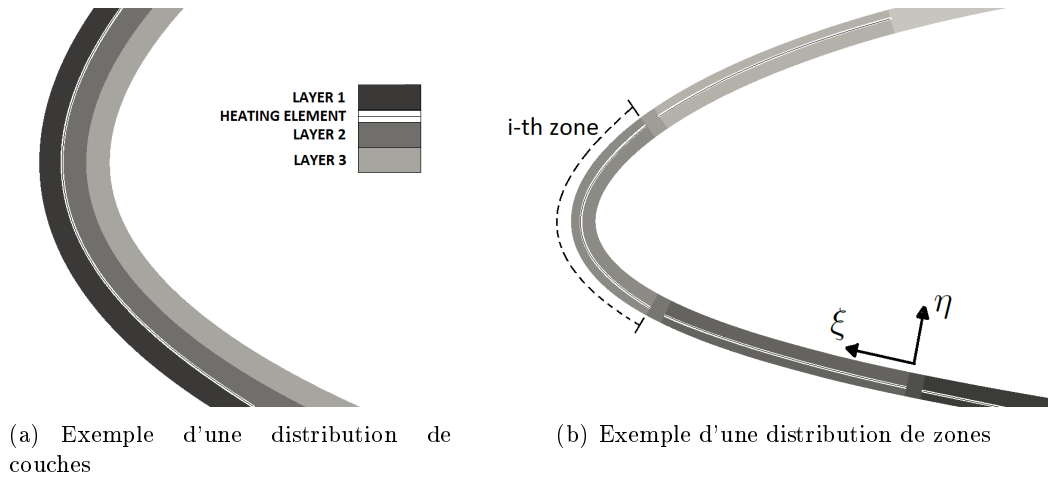 LAYER 1
HEATING ELEMENT
LAYER 2
LAYER 3
i-th zone
ξ
η
(a) Exemple d'une distribution de
couches
(b) Exemple d'une distribution de zones